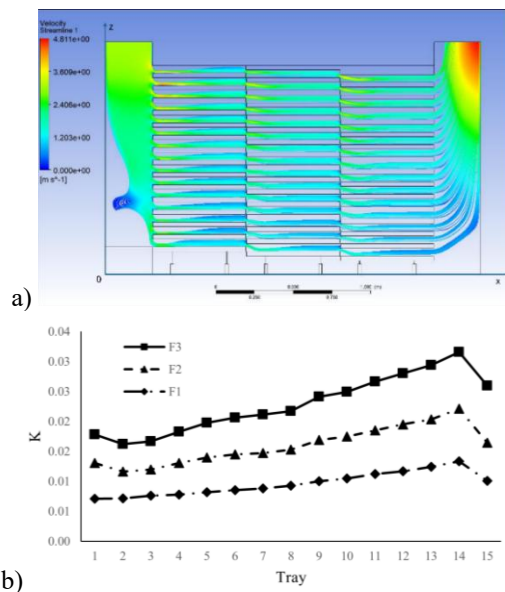 Velocity
Streamline 1
4.811e+00
3.609e+00
2.406e+00
1.203e+00
0.000e+00
[m s^-1]
Z
0
X
a)
0.04
0.03
0.03
0.02
0.02
0.01
0.01
0.00
K
F3
F2
F1
1 2 3 4 5 6 7 8 9 10 11 12 13 14 15
Tray
b)